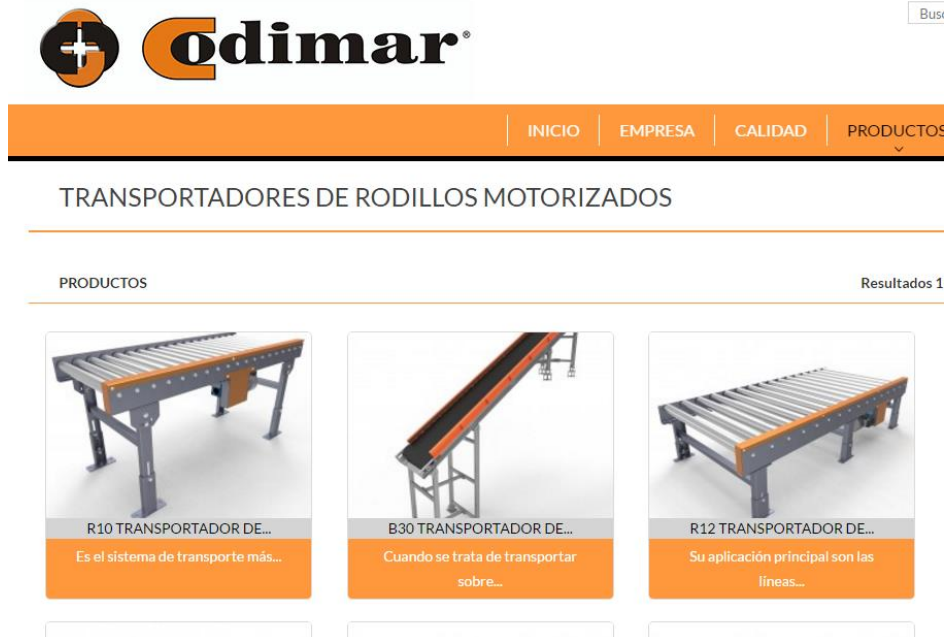 Codimar®
INICIO EMPRESA CALIDAD PRODUCTOS
TRANSPORTADORES DE RODILLOS MOTORIZADOS
PRODUCTOS Resultados 1
R10 TRANSPORTADOR DE... B30 TRANSPORTADOR DE... R12 TRANSPORTADOR DE...
Es el sistema de transporte más... Cuando se trata de transportar Su aplicación principal son las
sobre... líneas...